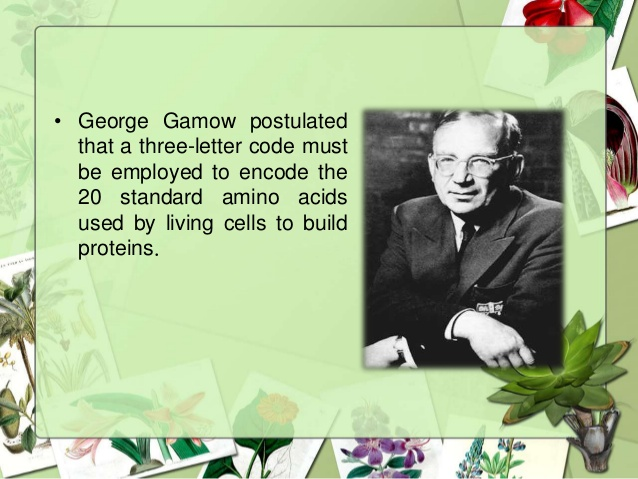 • George Gamow postulated
that a three-letter code must
be employed to encode the
20 standard amino acids
used by living cells to build
proteins.